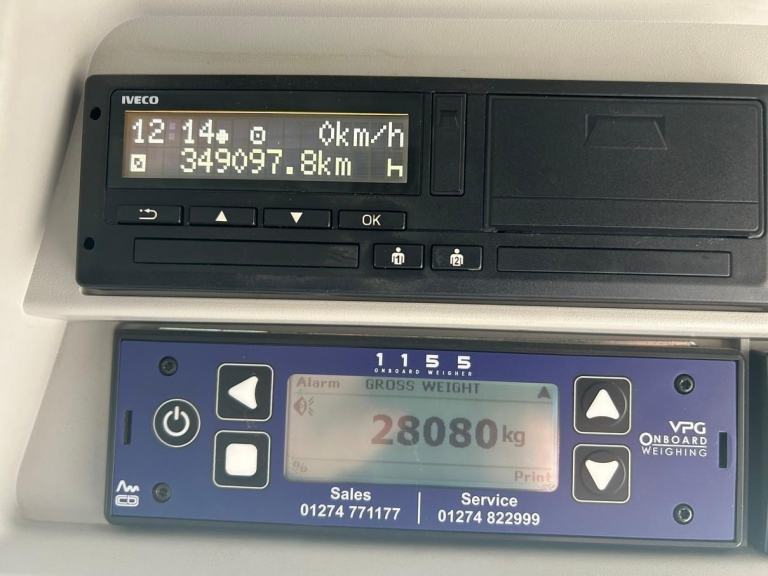 IVECO
12:14 0km/h
349097.8km h
OK
1 2
1155
ONBOARD WEIGHER
Alarm GROSS WEIGHT
28080kg
% Print
VPG
ONBOARD
WEIGHING
Sales
01274 771177
Service
01274 822999